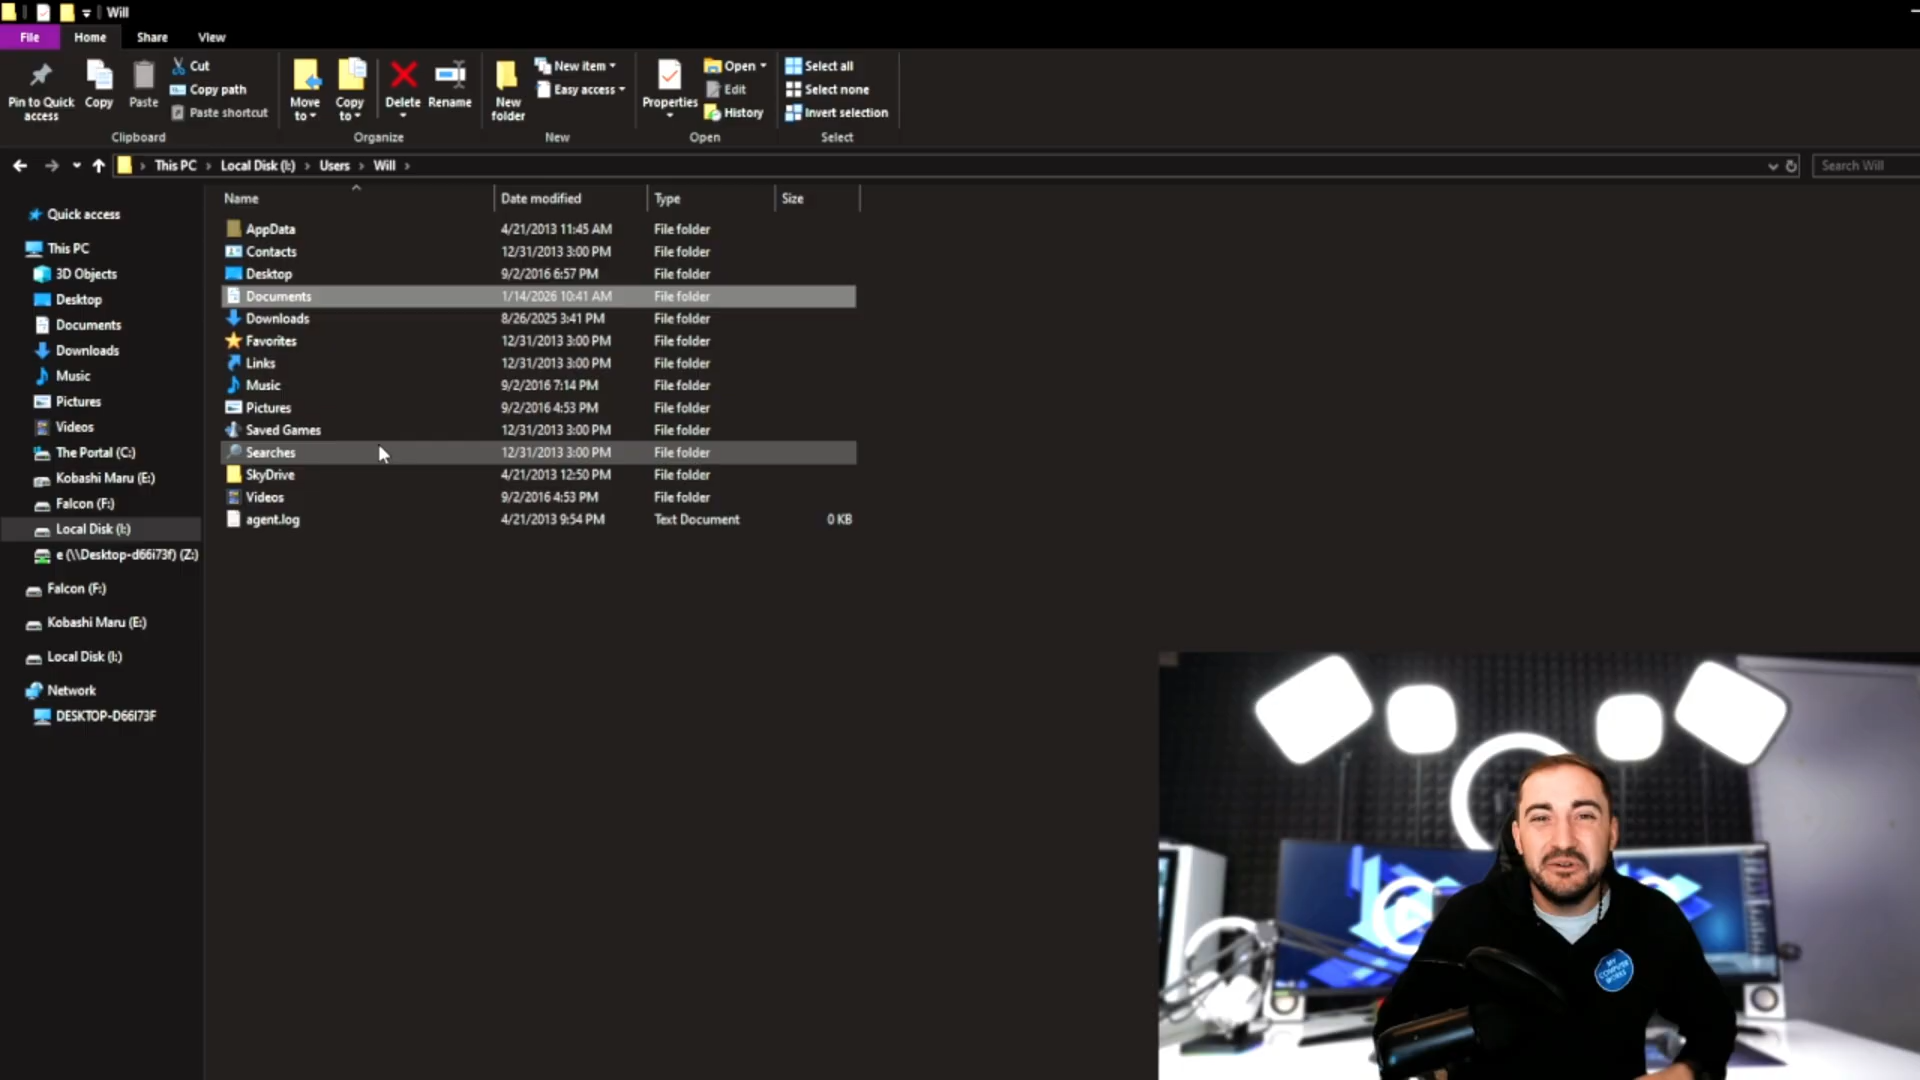 Will
File Home Share View
Pin to Quick access
Copy
Paste
Cut
Copy path
Paste shortcut
Clipboard
Move to
Copy to
Delete
Rename
Organize
New folder
New item
Easy access
New
Properties
Open
Edit
History
Open
Select all
Select none
Invert selection
Select
This PC › Local Disk (I:) › Users › Will ›
Search Will
Quick access
This PC
3D Objects
Desktop
Documents
Downloads
Music
Pictures
Videos
The Portal (C:)
Kobashi Maru (E:)
Falcon (F:)
Local Disk (I:)
e (\\Desktop-d66i73f) (Z:)
Falcon (F:)
Kobashi Maru (E:)
Local Disk (I:)
Network
DESKTOP-D66I73F
Name Date modified Type Size
AppData 4/21/2013 11:45 AM File folder
Contacts 12/31/2013 3:00 PM File folder
Desktop 9/2/2016 6:57 PM File folder
Documents 1/14/2026 10:41 AM File folder
Downloads 8/26/2025 3:41 PM File folder
Favorites 12/31/2013 3:00 PM File folder
Links 12/31/2013 3:00 PM File folder
Music 9/2/2016 7:14 PM File folder
Pictures 9/2/2016 4:53 PM File folder
Saved Games 12/31/2013 3:00 PM File folder
Searches 12/31/2013 3:00 PM File folder
SkyDrive 4/21/2013 12:50 PM File folder
Videos 9/2/2016 4:53 PM File folder
agent.log 4/21/2013 9:54 PM Text Document 0 KB
MY
COMPUTER
WORKS